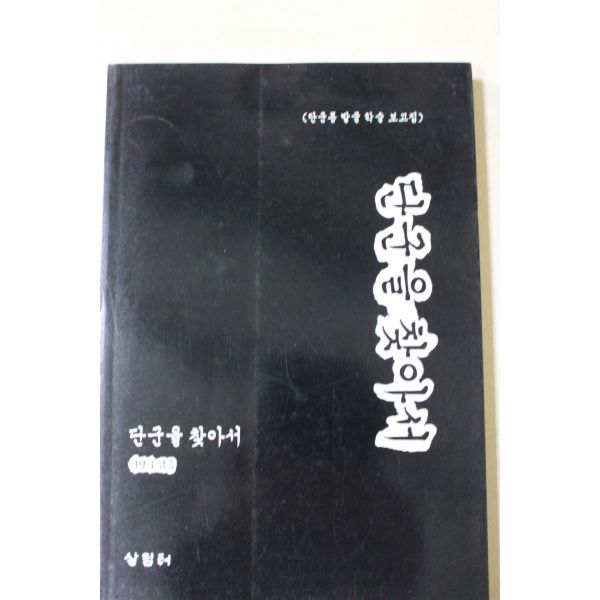 (단군릉 발굴 학술 보고집)
단군을 찾아서
단군을 찾아서
살림터